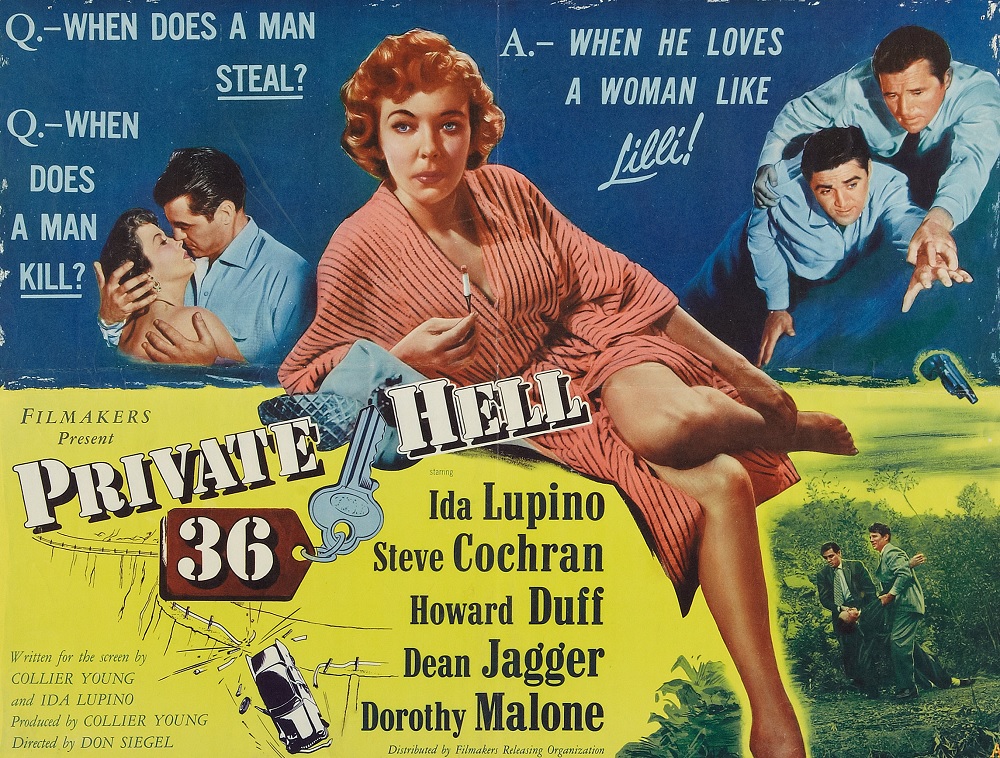 Q.–WHEN DOES A MAN
STEAL?
Q.–WHEN
DOES
A MAN
KILL?
A.– WHEN HE LOVES
A WOMAN LIKE
Lilli!
FILMAKERS
Present
PRIVATE HELL
36
starring
Ida Lupino
Steve Cochran
Howard Duff
Dean Jagger
Dorothy Malone
Written for the screen by
COLLIER YOUNG
and IDA LUPINO
Produced by COLLIER YOUNG
Directed by DON SIEGEL
Distributed by Filmakers Releasing Organization